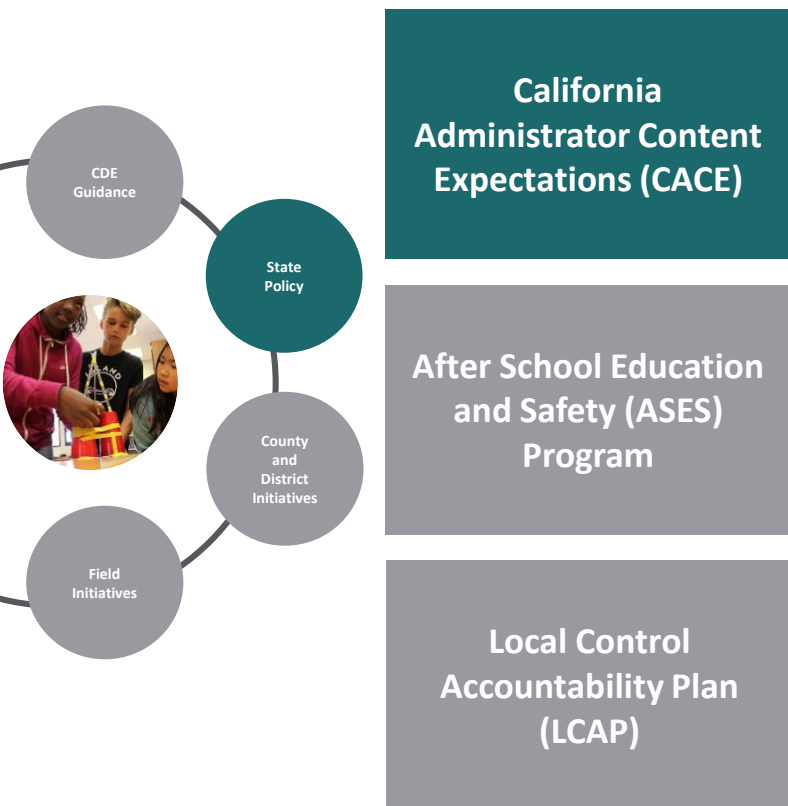 CDE
Guidance
State
Policy
County
and
District
Initiatives
Field
Initiatives
California
Administrator Content
Expectations (CACE)
After School Education
and Safety (ASES)
Program
Local Control
Accountability Plan
(LCAP)